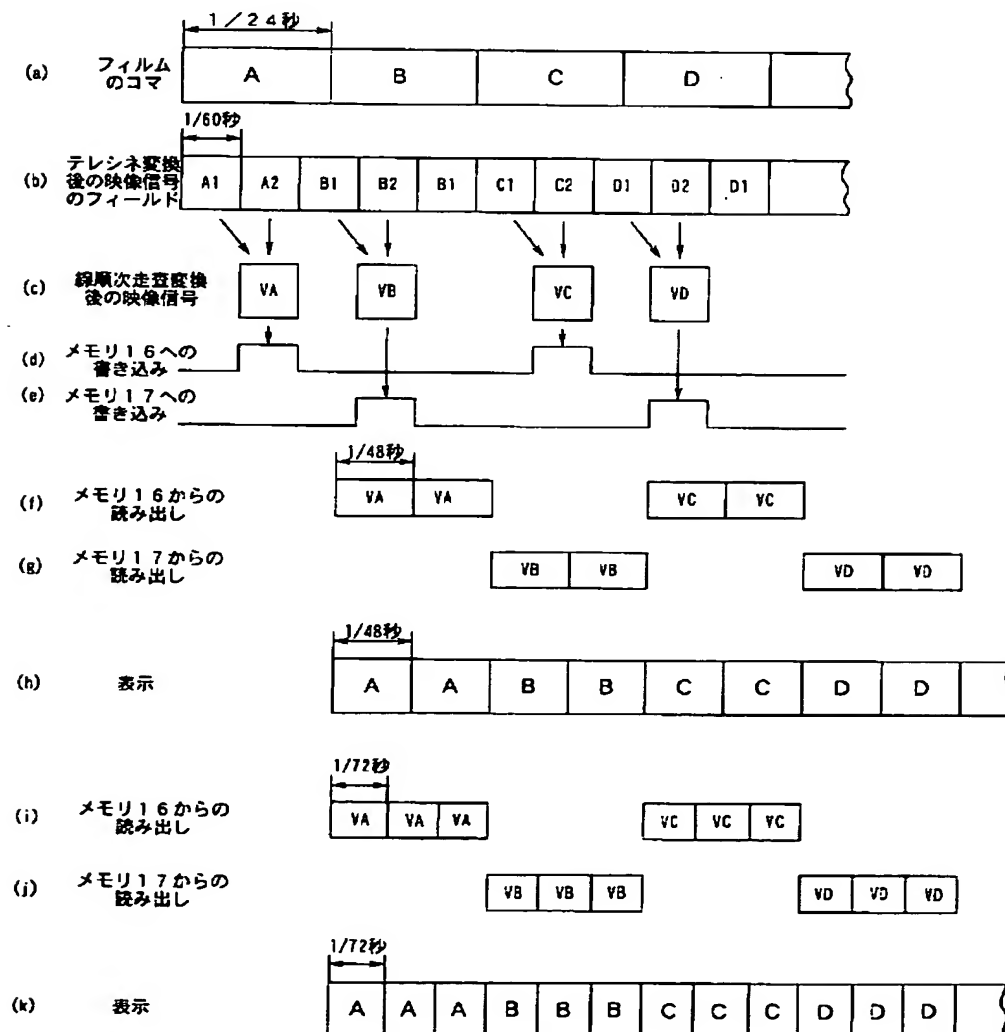 1/24秒
(a) フィルム
のコマ
A B C D
1/60秒
(b) テレシネ変換
後の映像信号
のフィールド
A1 A2 B1 B2 B1 C1 C2 D1 D2 D1
(c) 線順次走査変換
後の映像信号
VA VB VC VD
(d) メモリ16への
書き込み
(e) メモリ17への
書き込み
1/48秒
(f) メモリ16からの
読み出し
VA VA VC VC
(g) メモリ17からの
読み出し
VB VB VD VD
1/48秒
(h) 表示
A A B B C C D D
1/72秒
(i) メモリ16からの
読み出し
VA VA VA VC VC VC
(j) メモリ17からの
読み出し
VB VB VB VD VD VD
1/72秒
(k) 表示
A A A B B B C C C D D D